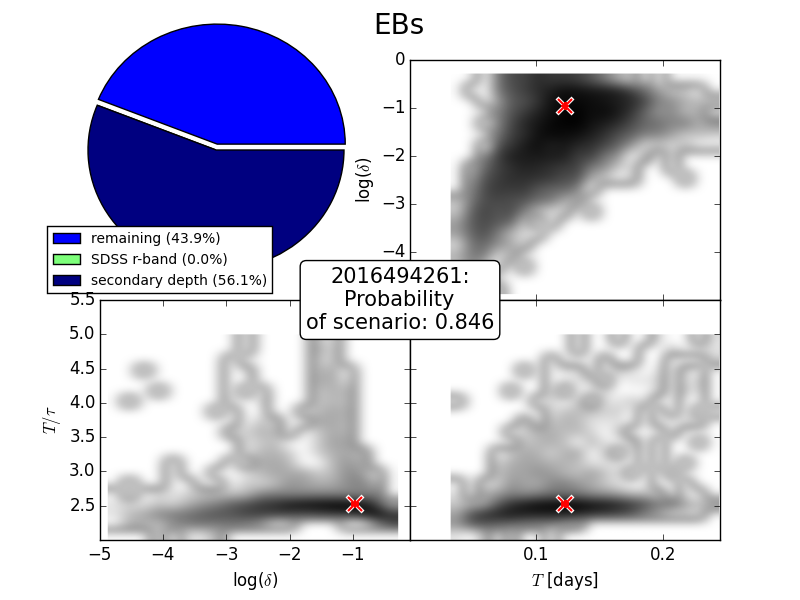 EBs
remaining (43.9%)
SDSS r-band (0.0%)
secondary depth (56.1%)
0
−1
−2
−3
−4
log(δ)
2016494261:
Probability
of scenario: 0.846
5.5
5.0
4.5
4.0
3.5
3.0
2.5
T/τ
−5 −4 −3 −2 −1
log(δ)
0.1 0.2
T [days]